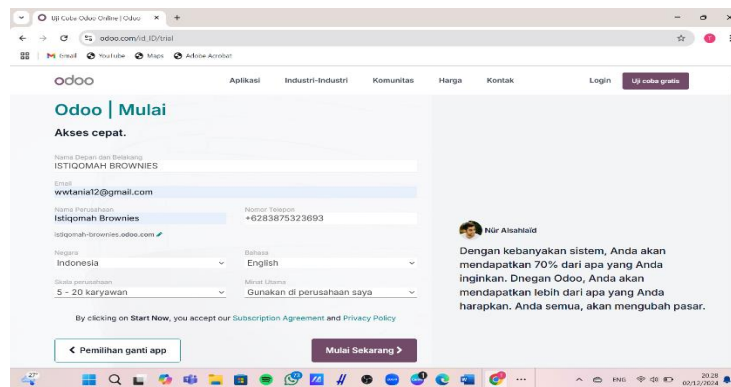 Uji Coba Odoo Online | Odoo
odoo.com/id_ID/trial
Email
YouTube
Maps
Adobe Acrobat
odoo
Aplikasi
Industri-Industri
Komunitas
Harga
Kontak
Login
Uji coba gratis
Odoo | Mulai
Akses cepat.
Nama Depan dan Belakang
ISTIQOMAH BROWNIES
Email
wwtania12@gmail.com
Nama Perusahaan
Nomor Telepon
Istiqomah Brownies
+6283875323693
istiqomah-brownies.odoo.com
Negara
Bahasa
Indonesia
English
perusahaan
Minat Utama
5 - 20 karyawan
Gunakan di perusahaan saya
By clicking on Start Now, you accept our Subscription Agreement and Privacy Policy
Pemilihan ganti app
Mulai Sekarang
Nūr Alsahlaïd
Dengan kebanyakan sistem, Anda akan
mendapatkan 70% dari apa yang Anda
inginkan. Dnegan Odoo, Anda akan
mendapatkan lebih dari apa yang Anda
harapkan. Anda semua, akan mengubah pasar.
27°
ENG
20.28
02/12/2024